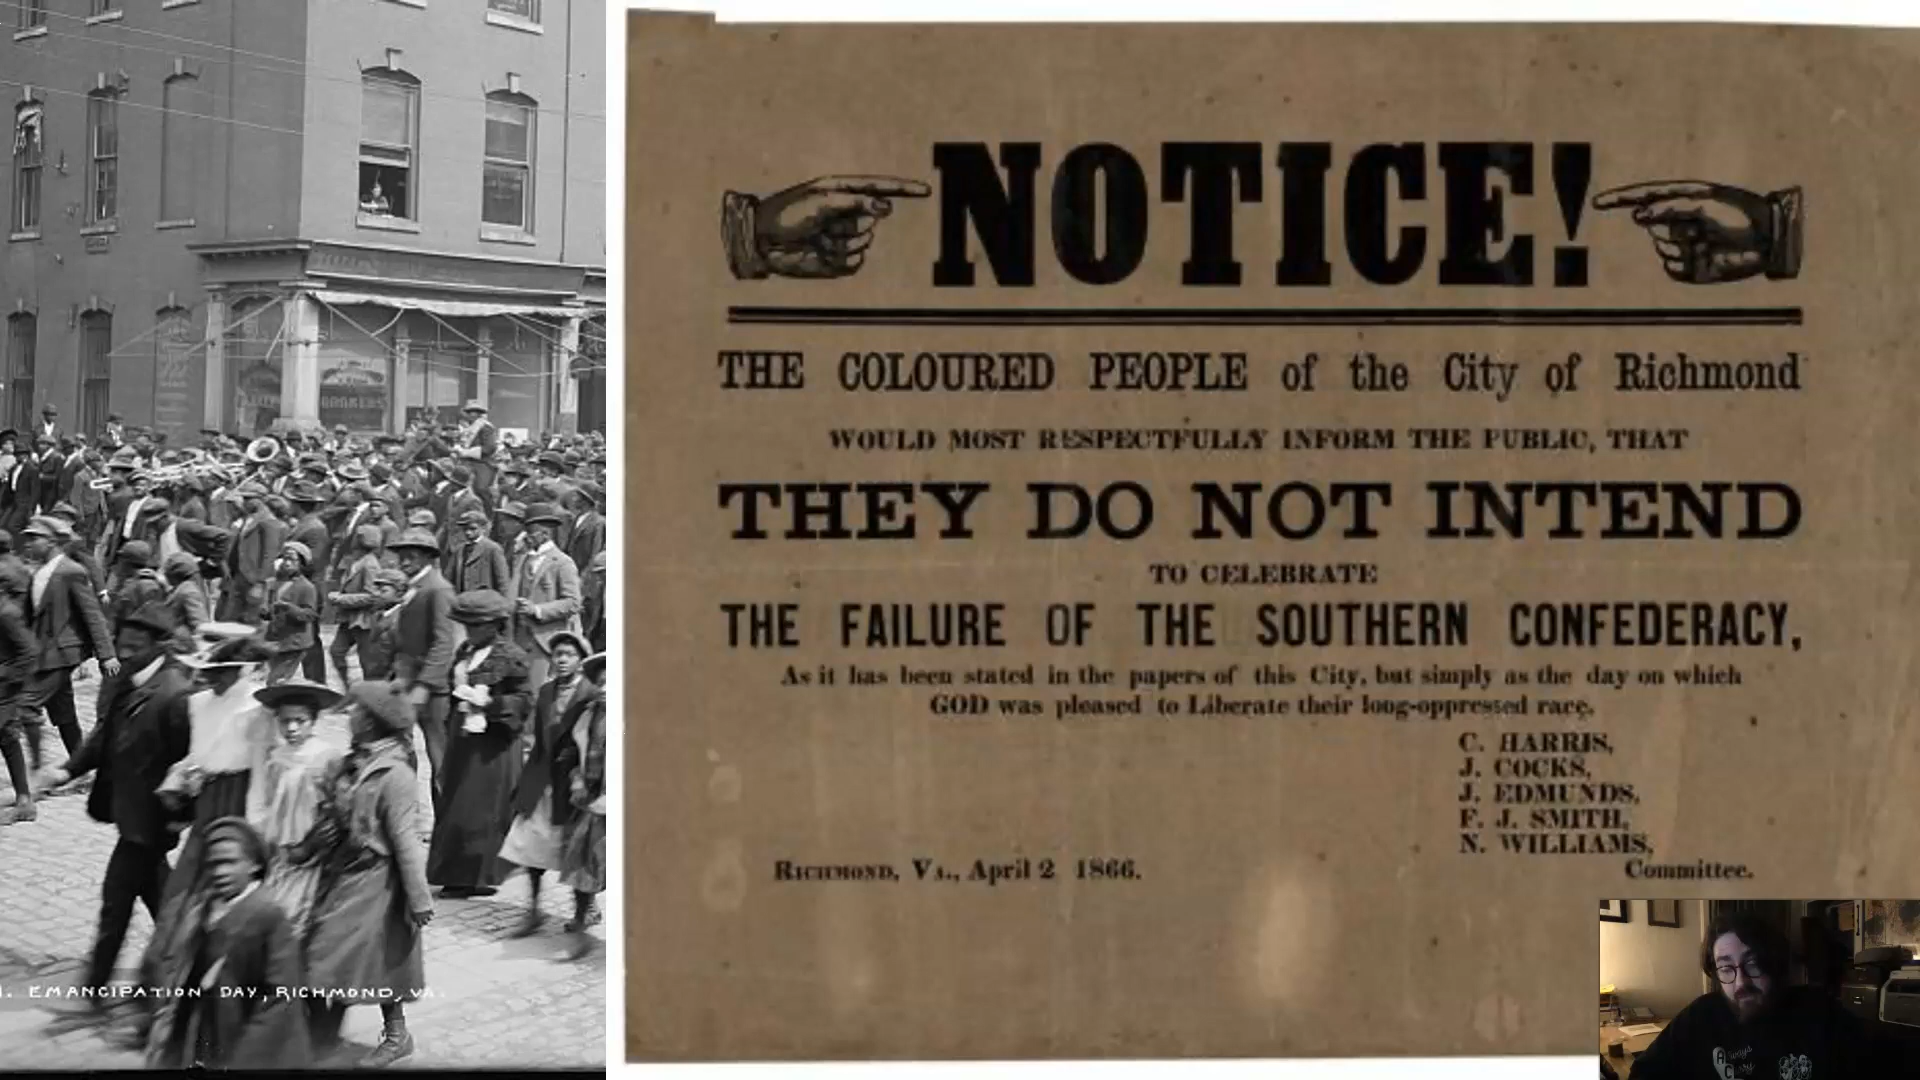 EMANCIPATION DAY, RICHMOND, VA.
NOTICE!
THE COLOURED PEOPLE of the City of Richmond
WOULD MOST RESPECTFULLY INFORM THE PUBLIC, THAT
THEY DO NOT INTEND
TO CELEBRATE
THE FAILURE OF THE SOUTHERN CONFEDERACY,
As it has been stated in the papers of this City, but simply as the day on which
GOD was pleased to Liberate their long-oppressed race.
C. HARRIS,
J. COCKS,
J. EDMUNDS,
F. J. SMITH,
N. WILLIAMS,
Committee.
RICHMOND, VA., April 2 1866.
BROKERS
Always